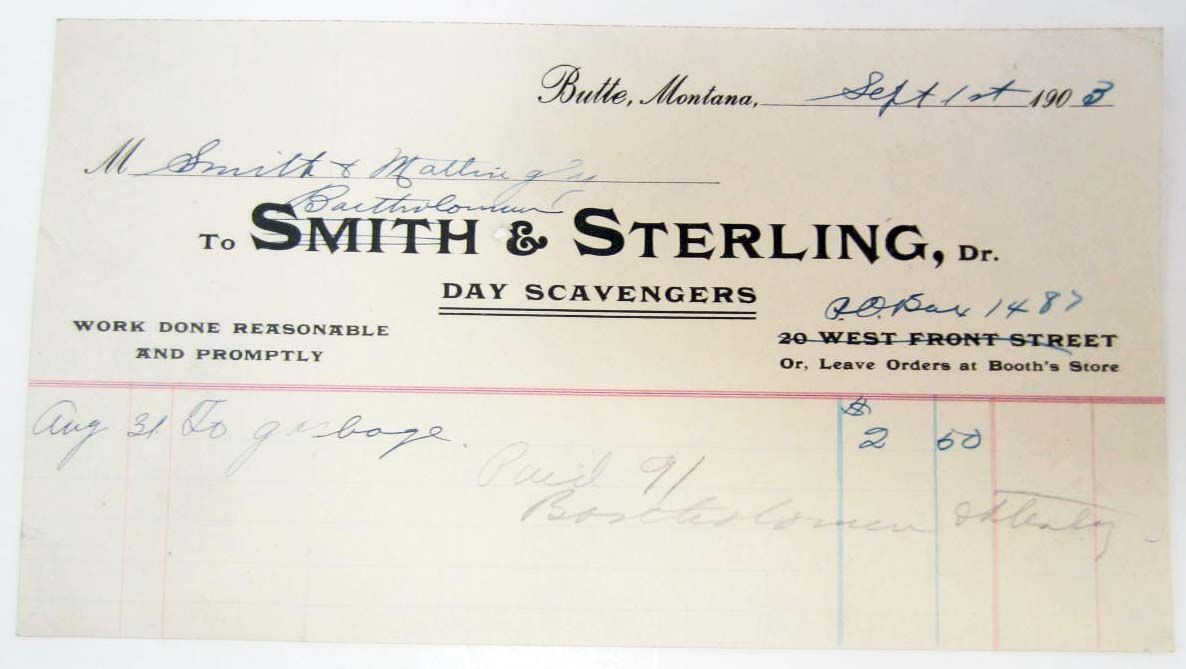 Butte, Montana, Sept 1st 1903
M Smith & Mattingly
Bartholomew
To SMITH & STERLING, Dr.
DAY SCAVENGERS
P.O. Box 1487
WORK DONE REASONABLE
AND PROMPTLY
20 WEST FRONT STREET
Or, Leave Orders at Booth's Store
$
Aug 31 To garbage. 2 50
Paid 9/1
Bartholomew &